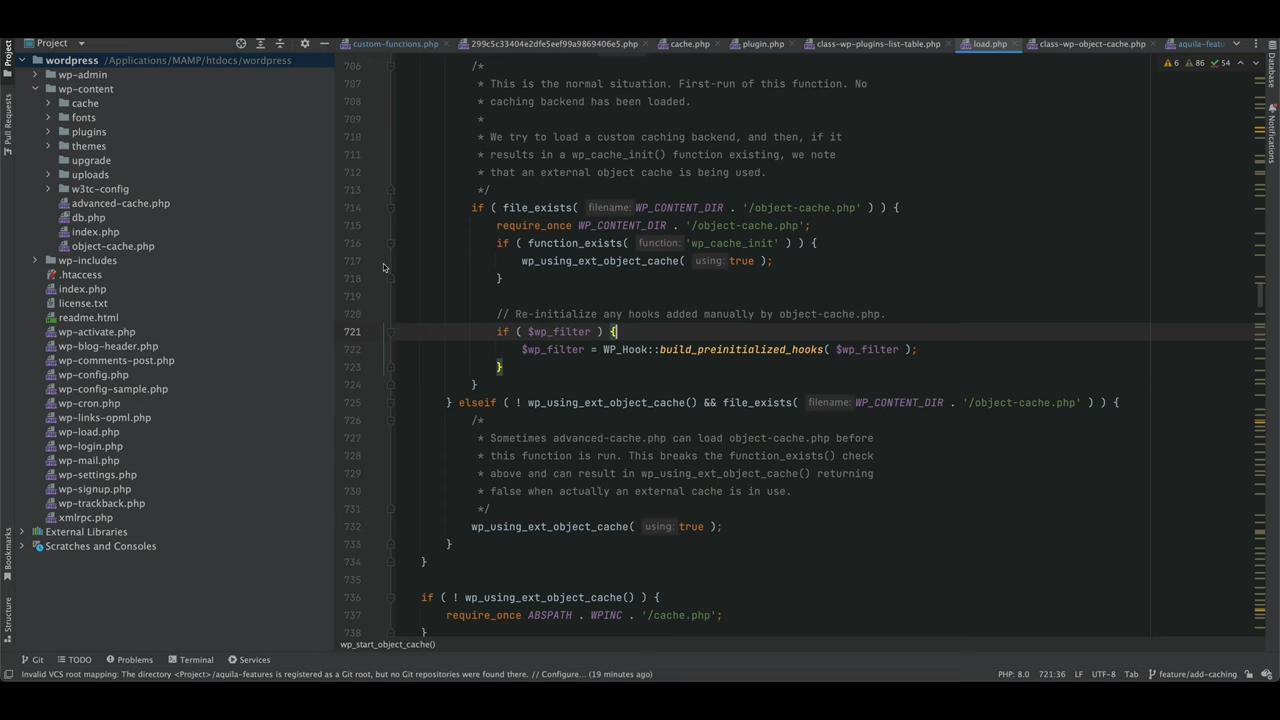 Project
custom-functions.php
299c5c33404e2dfe5eef99a9869406e5.php
cache.php
plugin.php
class-wp-plugins-list-table.php
load.php
class-wp-object-cache.php
aquila-featu
wordpress /Applications/MAMP/htdocs/wordpress
wp-admin
wp-content
cache
fonts
plugins
themes
upgrade
uploads
w3tc-config
advanced-cache.php
db.php
index.php
object-cache.php
wp-includes
.htaccess
index.php
license.txt
readme.html
wp-activate.php
wp-blog-header.php
wp-comments-post.php
wp-config.php
wp-config-sample.php
wp-cron.php
wp-links-opml.php
wp-load.php
wp-login.php
wp-mail.php
wp-settings.php
wp-signup.php
wp-trackback.php
xmlrpc.php
External Libraries
Scratches and Consoles
Project
Pull Requests
Bookmarks
Structure
6 86 54
706 /*
707 * This is the normal situation. First-run of this function. No
708 * caching backend has been loaded.
709 *
710 * We try to load a custom caching backend, and then, if it
711 * results in a wp_cache_init() function existing, we note
712 * that an external object cache is being used.
713 */
714 if ( file_exists( filename: WP_CONTENT_DIR . '/object-cache.php' ) ) {
715 require_once WP_CONTENT_DIR . '/object-cache.php';
716 if ( function_exists( function: 'wp_cache_init' ) ) {
717 wp_using_ext_object_cache( using: true );
718 }
719
720 // Re-initialize any hooks added manually by object-cache.php.
721 if ( $wp_filter ) {
722 $wp_filter = WP_Hook::build_preinitialized_hooks( $wp_filter );
723 }
724 }
725 } elseif ( ! wp_using_ext_object_cache() && file_exists( filename: WP_CONTENT_DIR . '/object-cache.php' ) ) {
726 /*
727 * Sometimes advanced-cache.php can load object-cache.php before
728 * this function is run. This breaks the function_exists() check
729 * above and can result in wp_using_ext_object_cache() returning
730 * false when actually an external cache is in use.
731 */
732 wp_using_ext_object_cache( using: true );
733 }
734 }
735
736 if ( ! wp_using_ext_object_cache() ) {
737 require_once ABSPATH . WPINC . '/cache.php';
738 }
wp_start_object_cache()
Database
Notifications
Git
TODO
Problems
Terminal
Services
Invalid VCS root mapping: The directory <Project>/aquila-features is registered as a Git root, but no Git repositories were found there. // Configure... (19 minutes ago)
PHP: 8.0 721:36 LF UTF-8 Tab feature/add-caching